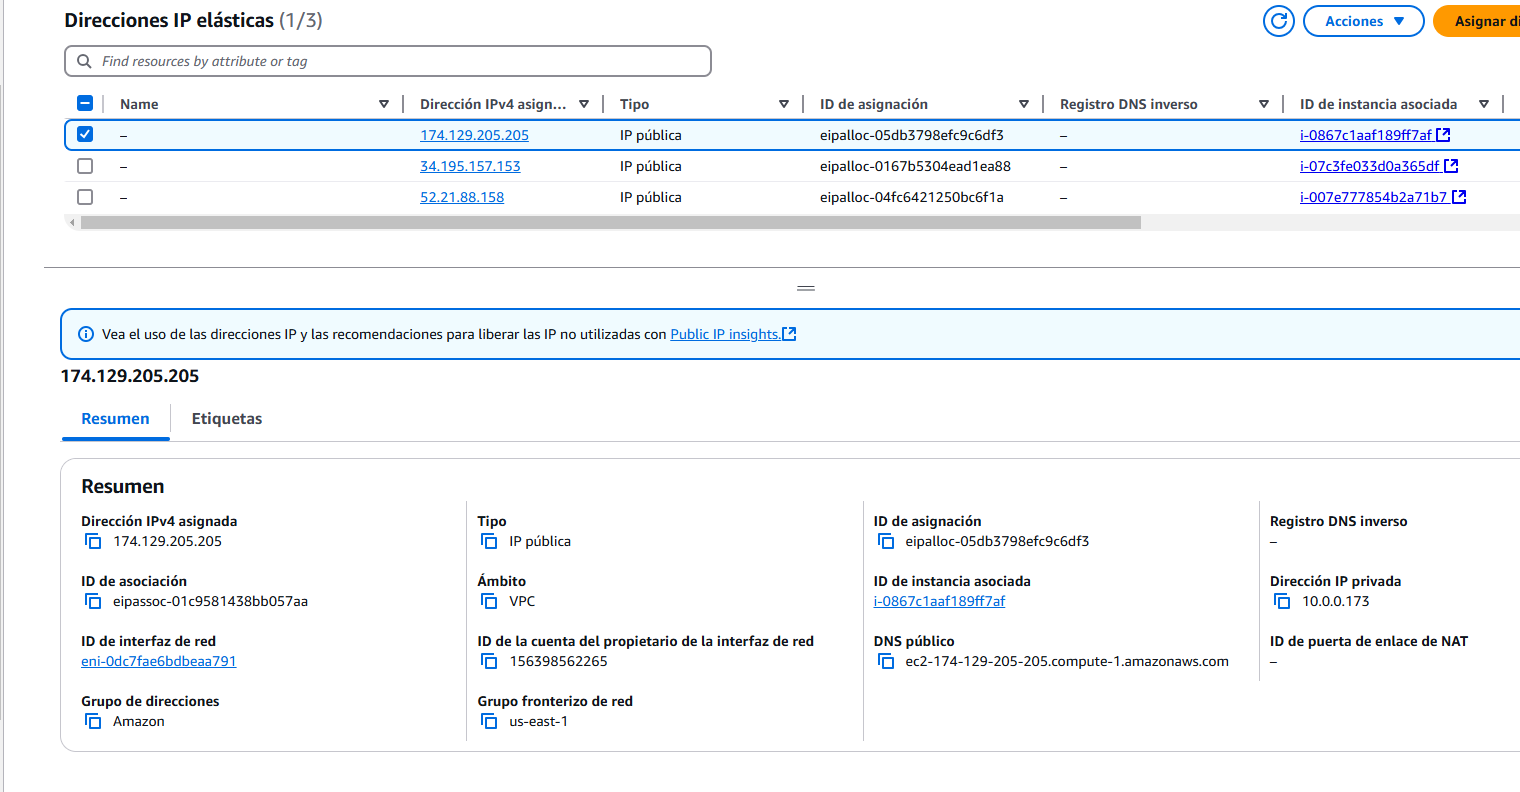 Direcciones IP elásticas (1/3)
Acciones
Asignar di
Find resources by attribute or tag
Name Dirección IPv4 asign... Tipo ID de asignación Registro DNS inverso ID de instancia asociada
– 174.129.205.205 IP pública eipalloc-05db3798efc9c6df3 – i-0867c1aaf189ff7af
– 34.195.157.153 IP pública eipalloc-0167b5304ead1ea88 – i-07c3fe033d0a365df
– 52.21.88.158 IP pública eipalloc-04fc6421250bc6f1a – i-007e777854b2a71b7
Vea el uso de las direcciones IP y las recomendaciones para liberar las IP no utilizadas con Public IP insights.
174.129.205.205
Resumen Etiquetas
Resumen
Dirección IPv4 asignada Tipo ID de asignación Registro DNS inverso
174.129.205.205 IP pública eipalloc-05db3798efc9c6df3 –
ID de asociación Ámbito ID de instancia asociada Dirección IP privada
eipassoc-01c9581438bb057aa VPC i-0867c1aaf189ff7af 10.0.0.173
ID de interfaz de red ID de la cuenta del propietario de la interfaz de red DNS público ID de puerta de enlace de NAT
eni-0dc7fae6bdbeaa791 156398562265 ec2-174-129-205-205.compute-1.amazonaws.com –
Grupo de direcciones Grupo fronterizo de red
Amazon us-east-1